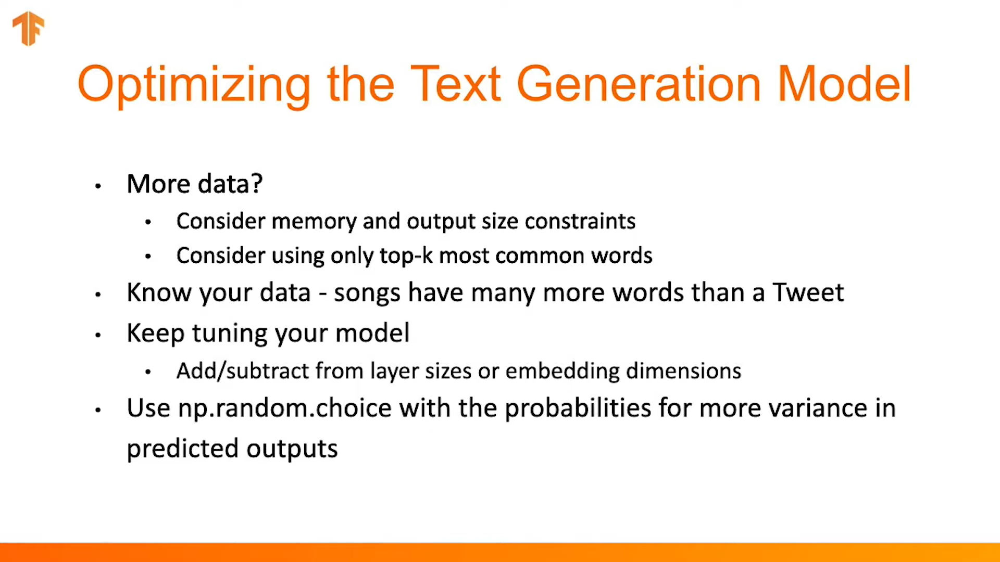 Optimizing the Text Generation Model
• More data?
• Consider memory and output size constraints
• Consider using only top-k most common words
• Know your data - songs have many more words than a Tweet
• Keep tuning your model
• Add/subtract from layer sizes or embedding dimensions
• Use np.random.choice with the probabilities for more variance in
predicted outputs